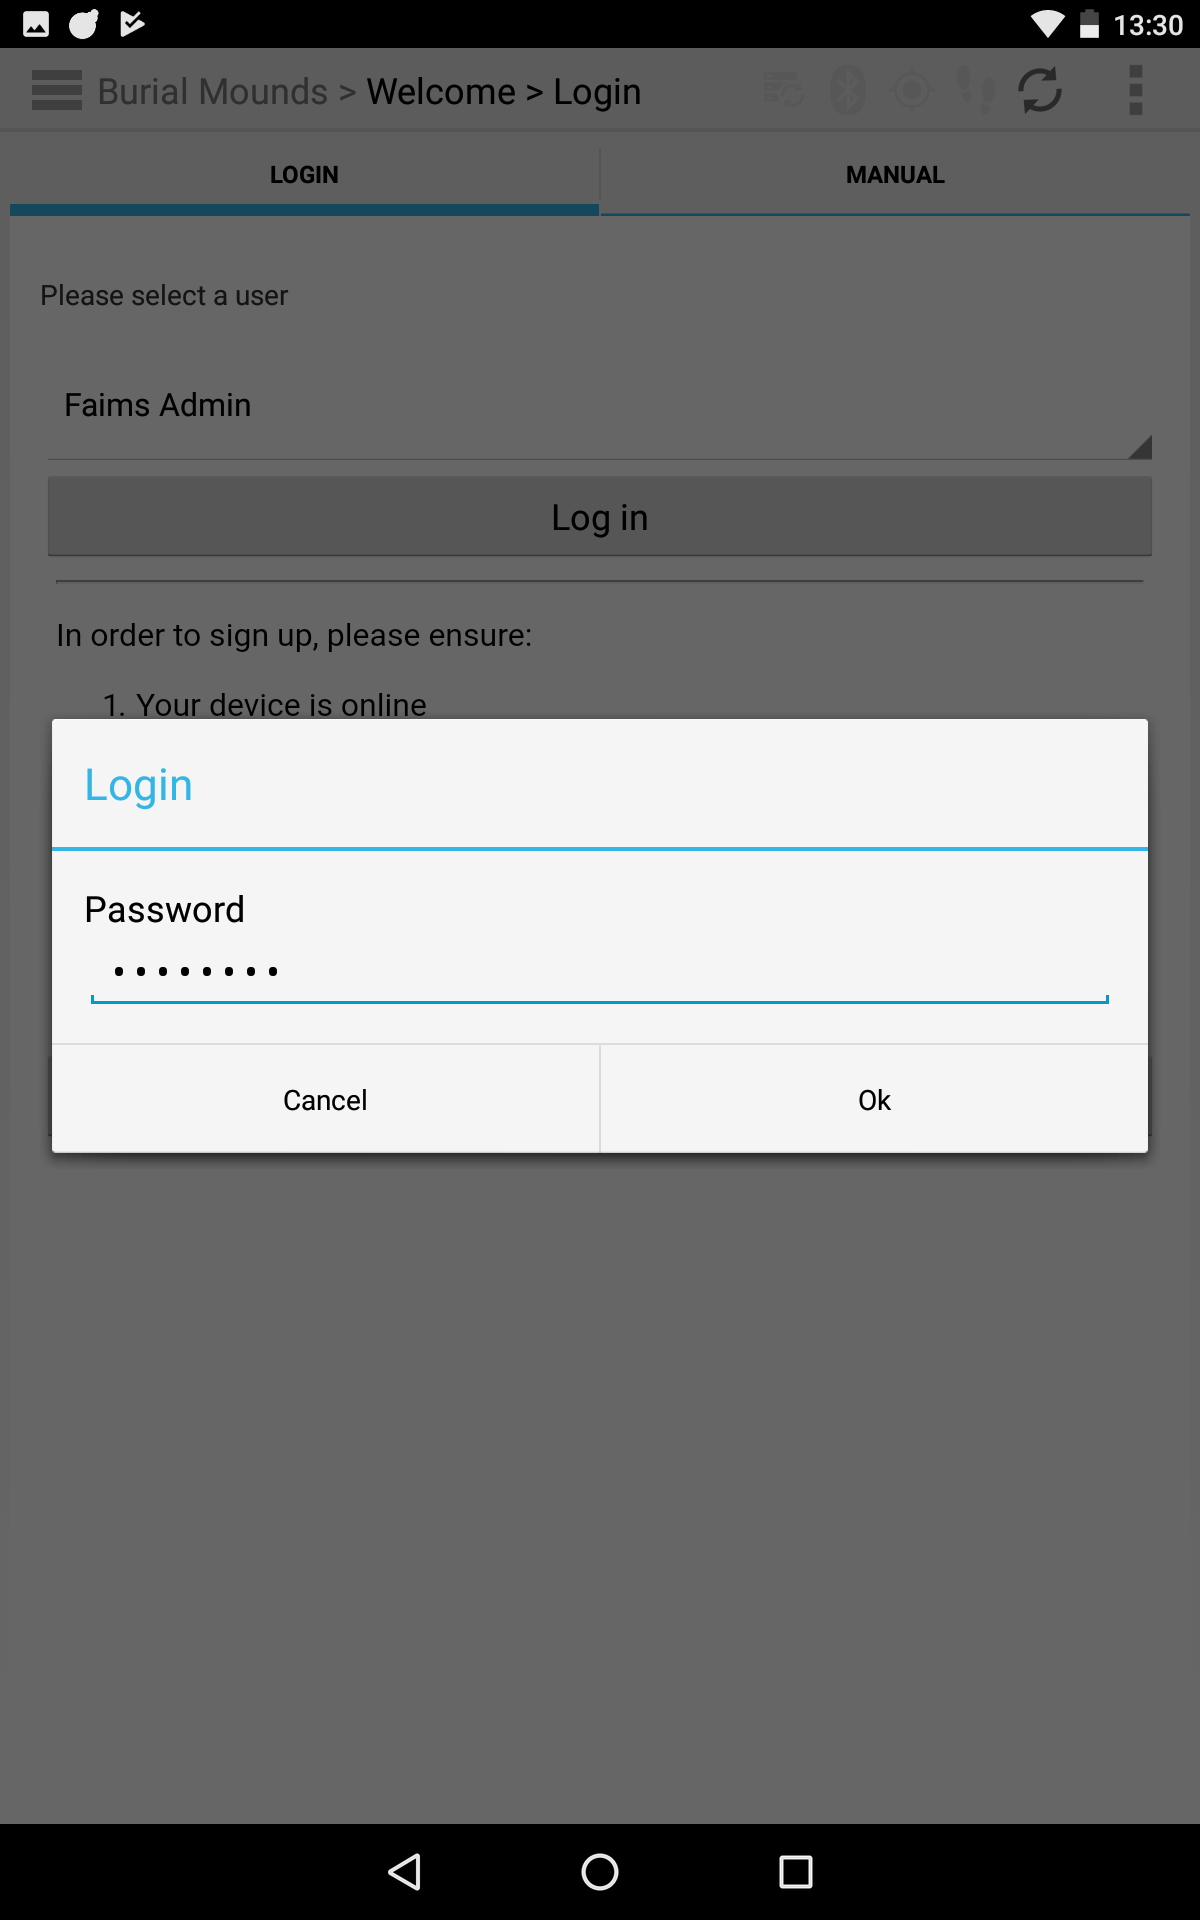 13:30
Burial Mounds > Welcome > Login
LOGIN
MANUAL
Please select a user
Faims Admin
Log in
In order to sign up, please ensure:
1. Your device is online
Login
Password
••••••••
Cancel
Ok